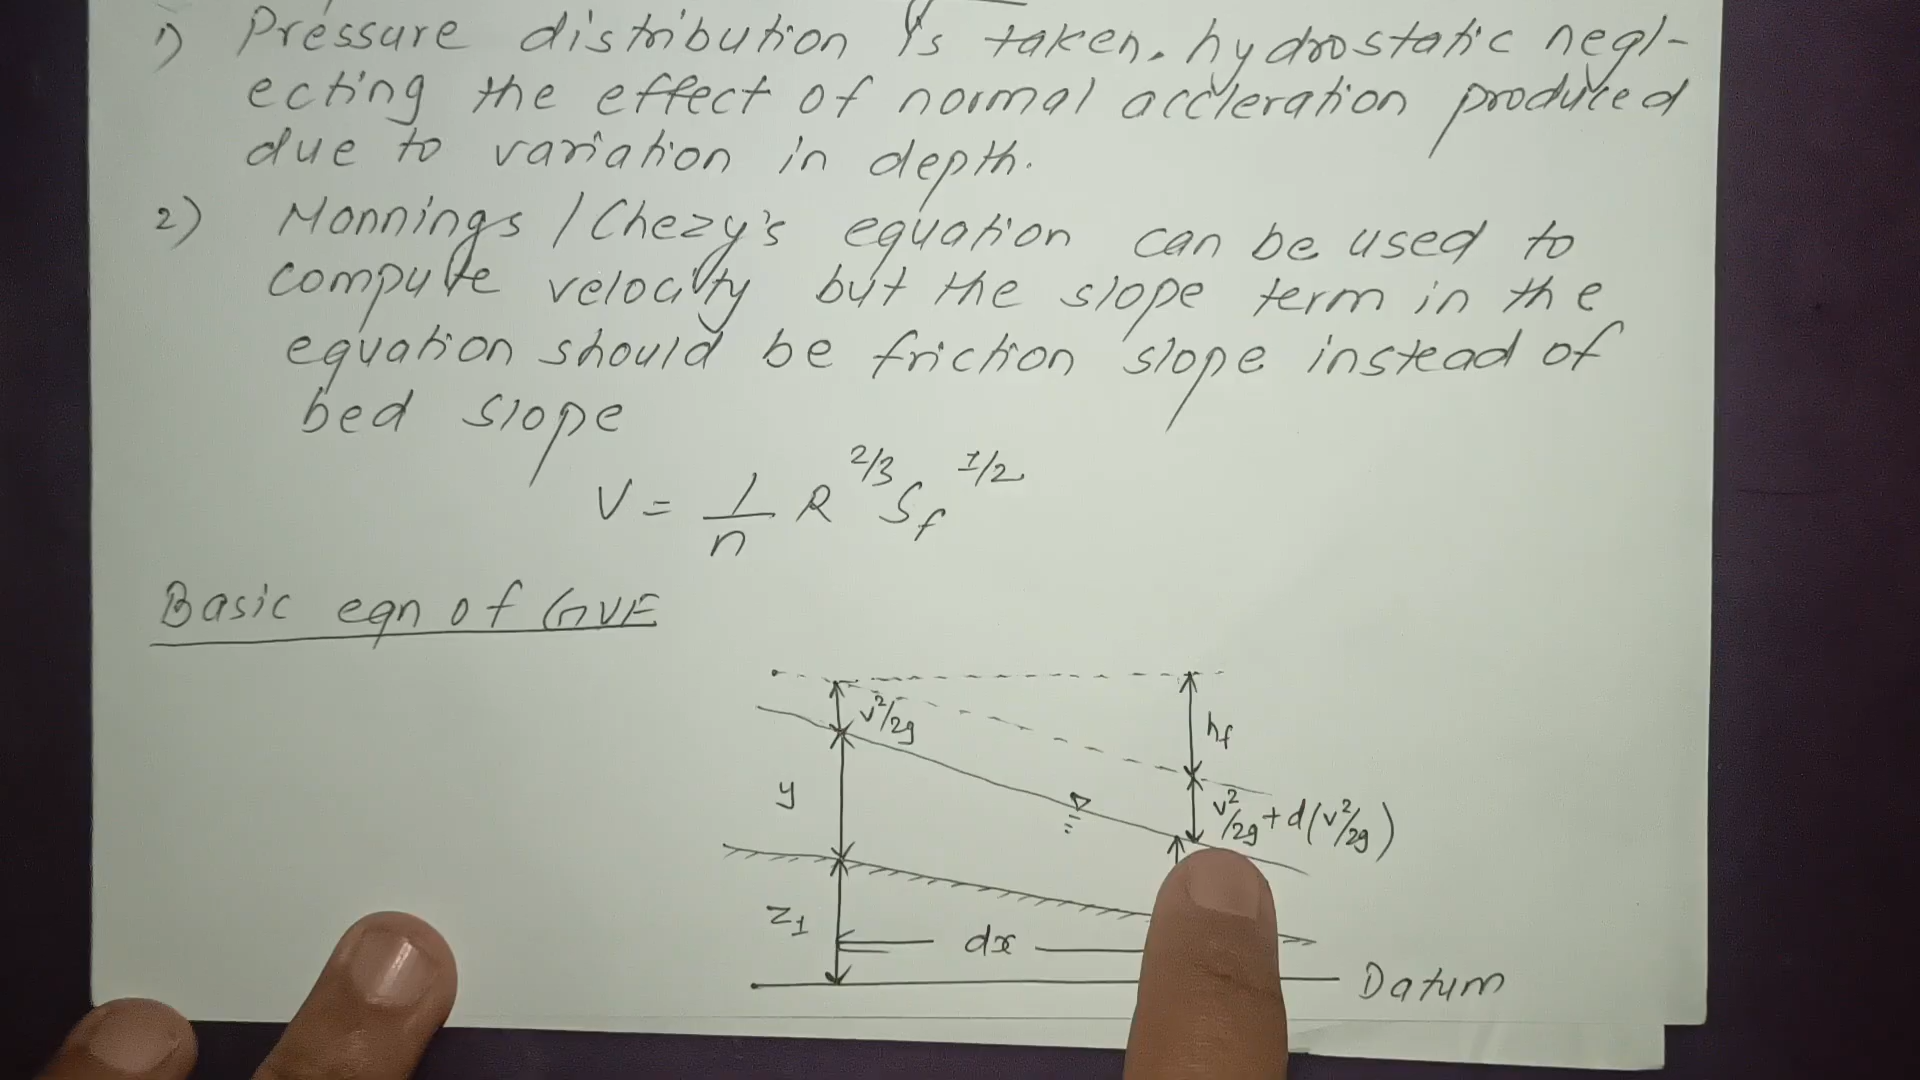 1) Pressure distribution is taken. hydrostatic negl-
ecting the effect of normal accleration produced
due to variation in depth.
2) Mannings / Chezy's equation can be used to
compute velocity but the slope term in the
equation should be friction slope instead of
bed slope
V = 1/n R^2/3 Sf^1/2
Basic eqn of GVF
v²/2g
hf
y
v²/2g + d(v²/2g)
z1
dx
Datum